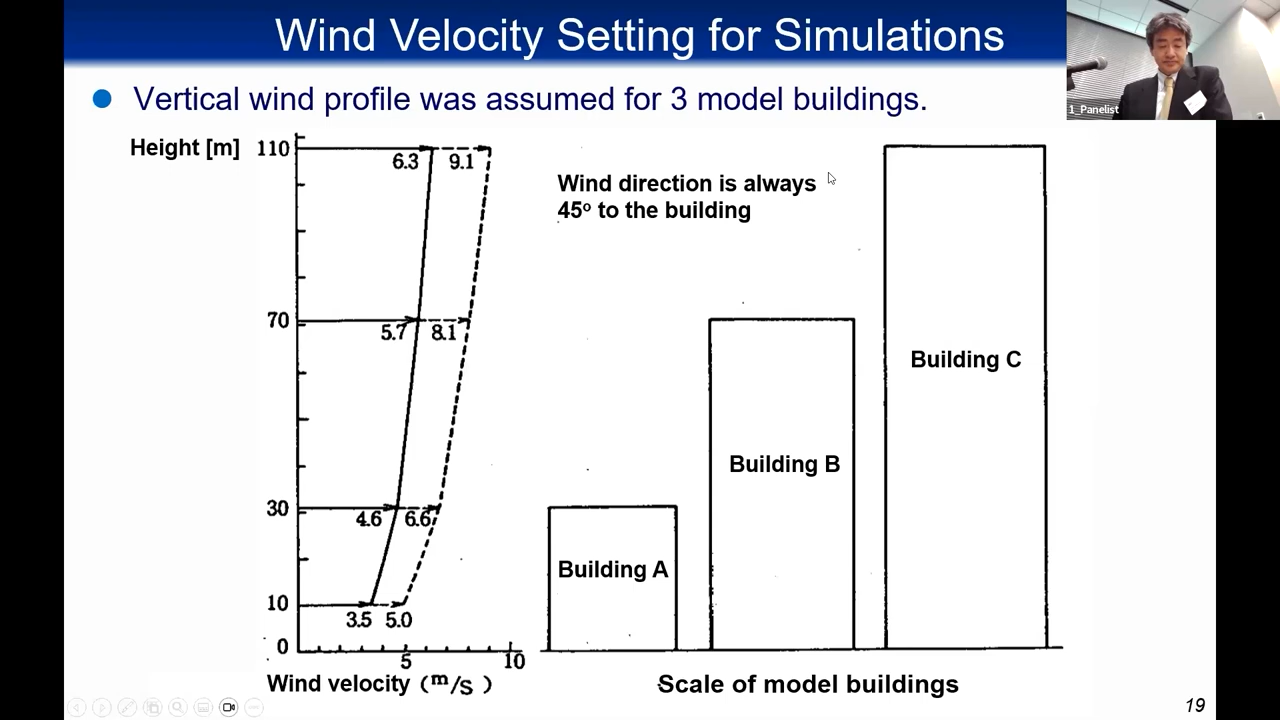 Wind Velocity Setting for Simulations
1_Panelist
Vertical wind profile was assumed for 3 model buildings.
Height [m]
110
6.3
9.1
70
5.7
8.1
30
4.6
6.6
10
3.5
5.0
0
5
10
Wind velocity (m/s)
Wind direction is always
45° to the building
Building A
Building B
Building C
Scale of model buildings
19